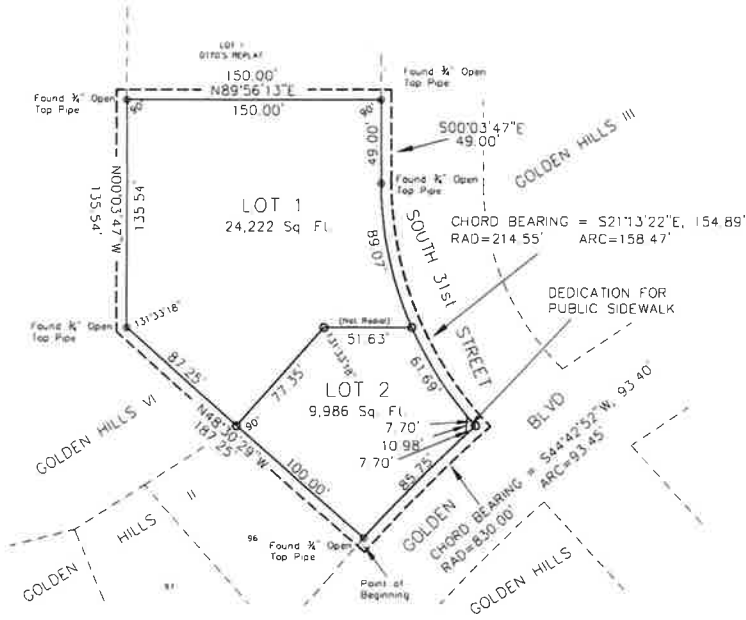 LOT 1
OTTO'S REPLAT
150.00'
N89°56'13"E
150.00'
Found ¾" Open
Top Pipe
90°
90°
Found ¾" Open
Top Pipe
S00°03'47"E
49.00'
49.00'
Found ¾" Open
Top Pipe
GOLDEN HILLS III
N00°03'47"W
135.54'
135.54'
LOT 1
24,222 Sq. Ft.
89.07'
SOUTH 31st
STREET
CHORD BEARING = S21°13'22"E, 154.89'
RAD=214.55' ARC=158.47'
DEDICATION FOR
PUBLIC SIDEWALK
Found ¾" Open
Top Pipe
131°33'18"
(Not Radial)
51.63'
131°33'18"
87.25'
77.35'
61.69'
LOT 2
9,986 Sq. Ft.
7.70'
10.98'
7.70'
90°
N48°30'29"W
187.25'
100.00'
85.75'
GOLDEN HILLS VI
GOLDEN BLVD
CHORD BEARING = S44°42'52"W, 93.40'
RAD=830.00' ARC=93.45'
GOLDEN HILLS II
96
Found ¾" Open
Top Pipe
Point of
Beginning
GOLDEN HILLS